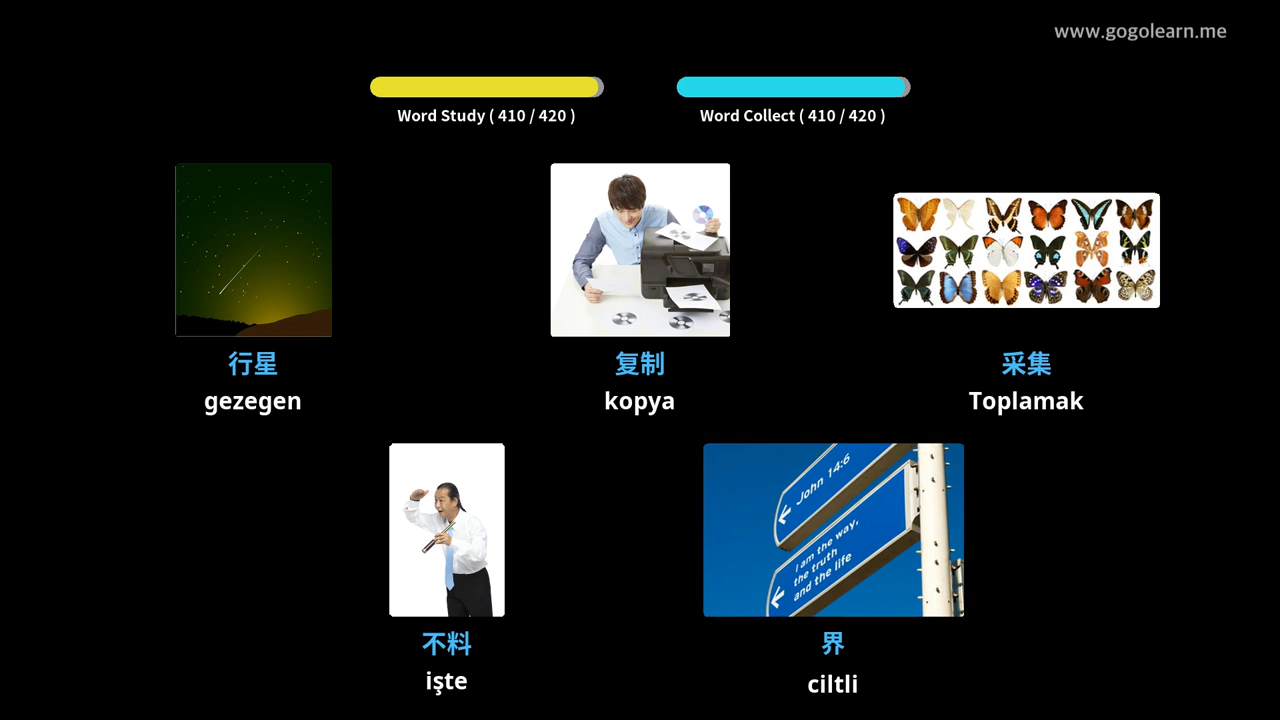 www.gogolearn.me
Word Study ( 410 / 420 )
Word Collect ( 410 / 420 )
行星
gezegen
复制
kopya
采集
Toplamak
John 14:6
I am the way,
the truth
and the life
不料
işte
界
ciltli